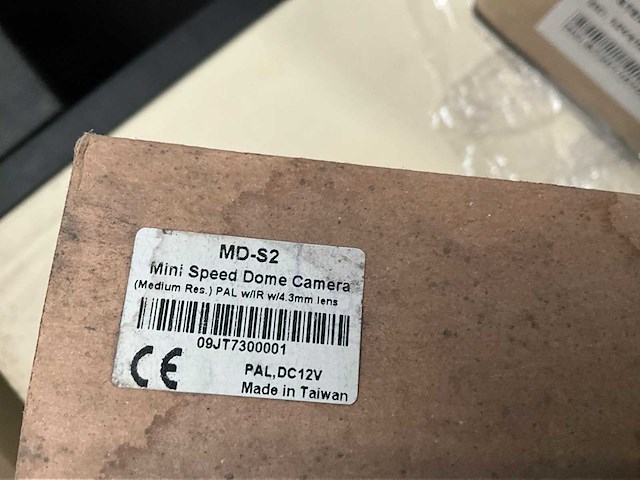 MD-S2
Mini Speed Dome Camera
(Medium Res.) PAL w/IR w/4.3mm lens
09JT7300001
CE
PAL,DC12V
Made in Taiwan